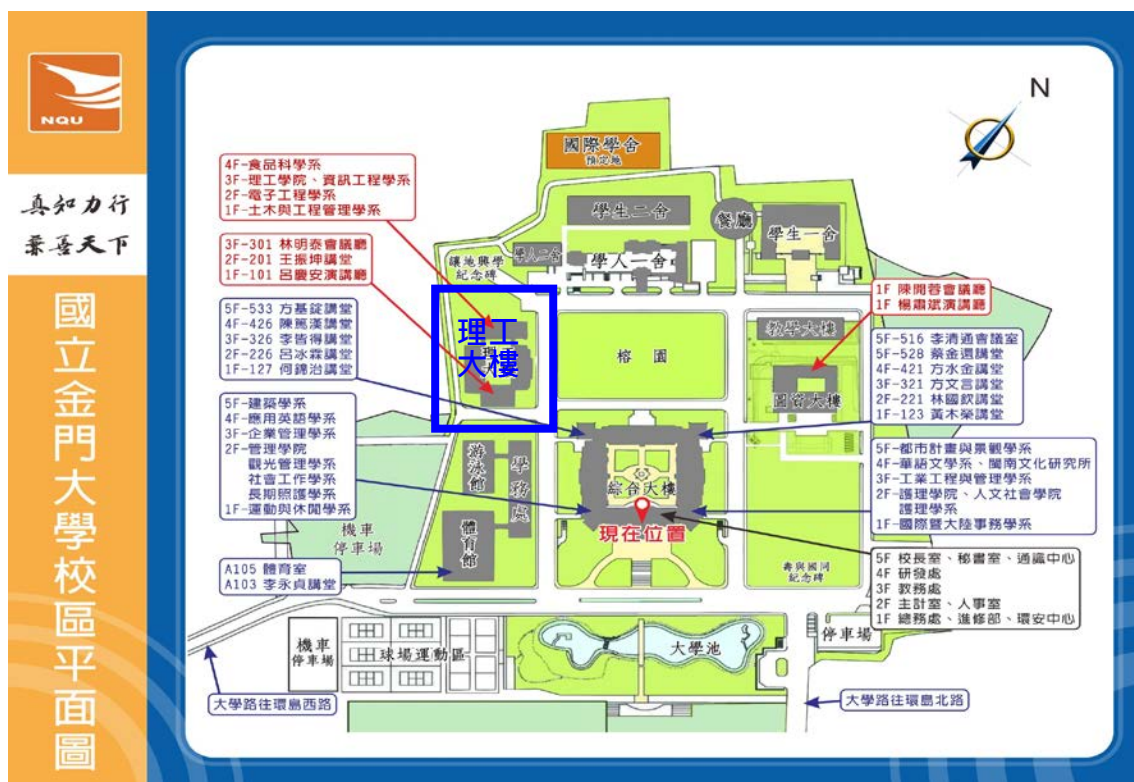 NQU
真知力行
兼善天下
國立金門大學校區平面圖
N
國際學舍
預定地
學生二舍
餐廳
學生一舍
學人二舍
學人一舍
讓地興學
紀念碑
4F-食品科學系
3F-理工學院、資訊工程學系
2F-電子工程學系
1F-土木與工程管理學系
3F-301 林明泰會議廳
2F-201 王振坤講堂
1F-101 呂慶安演講廳
5F-533 方基錠講堂
4F-426 陳篤漢講堂
3F-326 李皆得講堂
2F-226 呂冰霖講堂
1F-127 何錦治講堂
5F-建築學系
4F-應用英語學系
3F-企業管理學系
2F-管理學院
觀光管理學系
社會工作學系
長期照護學系
1F-運動與休閒學系
A105 體育室
A103 李永貞講堂
理工
大樓
榕園
教學大樓
圖資大樓
1F 陳開蓉會議廳
1F 楊肅斌演講廳
5F-516 李清通會議室
5F-528 蔡金還講堂
4F-421 方水金講堂
3F-321 方文言講堂
2F-221 林國欽講堂
1F-123 黃木榮講堂
5F-都市計畫與景觀學系
4F-華語文學系、閩南文化研究所
3F-工業工程與管理學系
2F-護理學院、人文社會學院
護理學系
1F-國際暨大陸事務學系
5F 校長室、秘書室、通識中心
4F 研發處
3F 教務處
2F 主計室、人事室
1F 總務處、進修部、環安中心
游泳館
學務處
綜合大樓
現在位置
體育館
機車
停車場
壽與國同
紀念碑
機車
停車場
球場運動區
大學池
停車場
大學路往環島西路
大學路往環島北路